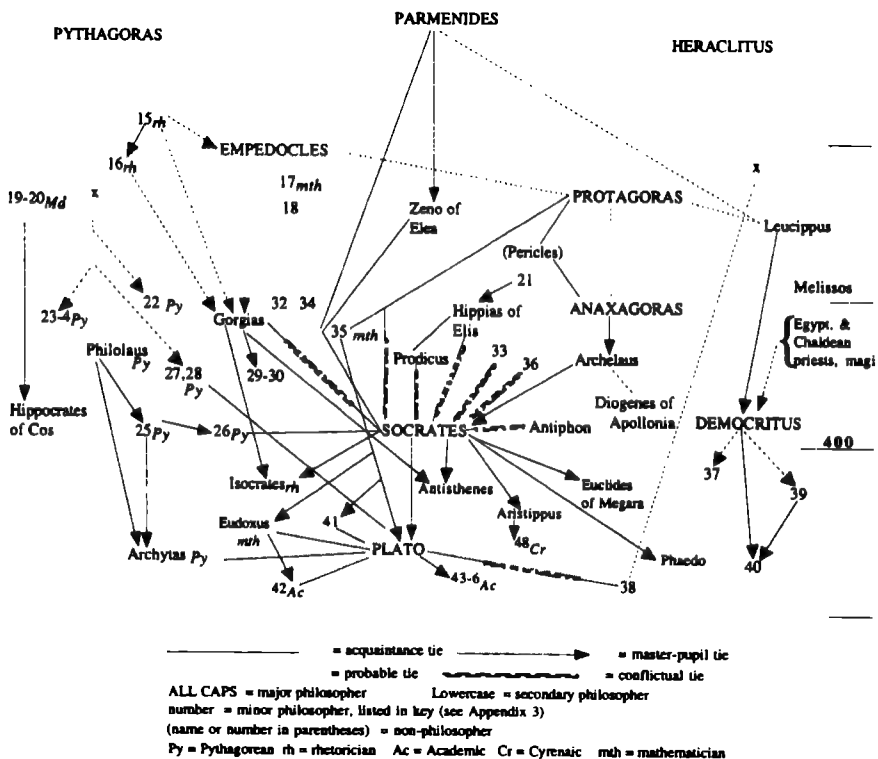 PARMENIDES
PYTHAGORAS
HERACLITUS
15rh
EMPEDOCLES
16rh
x
17mth
PROTAGORAS
19-20Md
x
18
Zeno of
Elea
Leucippus
(Pericles)
21
Melissos
22 Py
32 34
Hippias of
Elis
ANAXAGORAS
23-4Py
Gorgias
35 mth
Egypt. &
Chaldean
priests, magi
Philolaus
Py
Prodicus
33
Archelaus
27,28
Py
29-30
36
Hippocrates
of Cos
Diogenes of
Apollonia
DEMOCRITUS
25Py
26Py
SOCRATES
Antiphon
400
37
Isocrates rh
Antisthenes
Euclides
of Megara
39
Eudoxus
mth
41
Aristippus
Archytas Py
PLATO
48Cr
Phaedo
40
42Ac
43-6Ac
38
= acquaintance tie
= master-pupil tie
= probable tie
= conflictual tie
ALL CAPS = major philosopher Lowercase = secondary philosopher
number = minor philosopher, listed in key (see Appendix 3)
(name or number in parentheses) = non-philosopher
Py = Pythagorean rh = rhetorician Ac = Academic Cr = Cyrenaic mth = mathematician